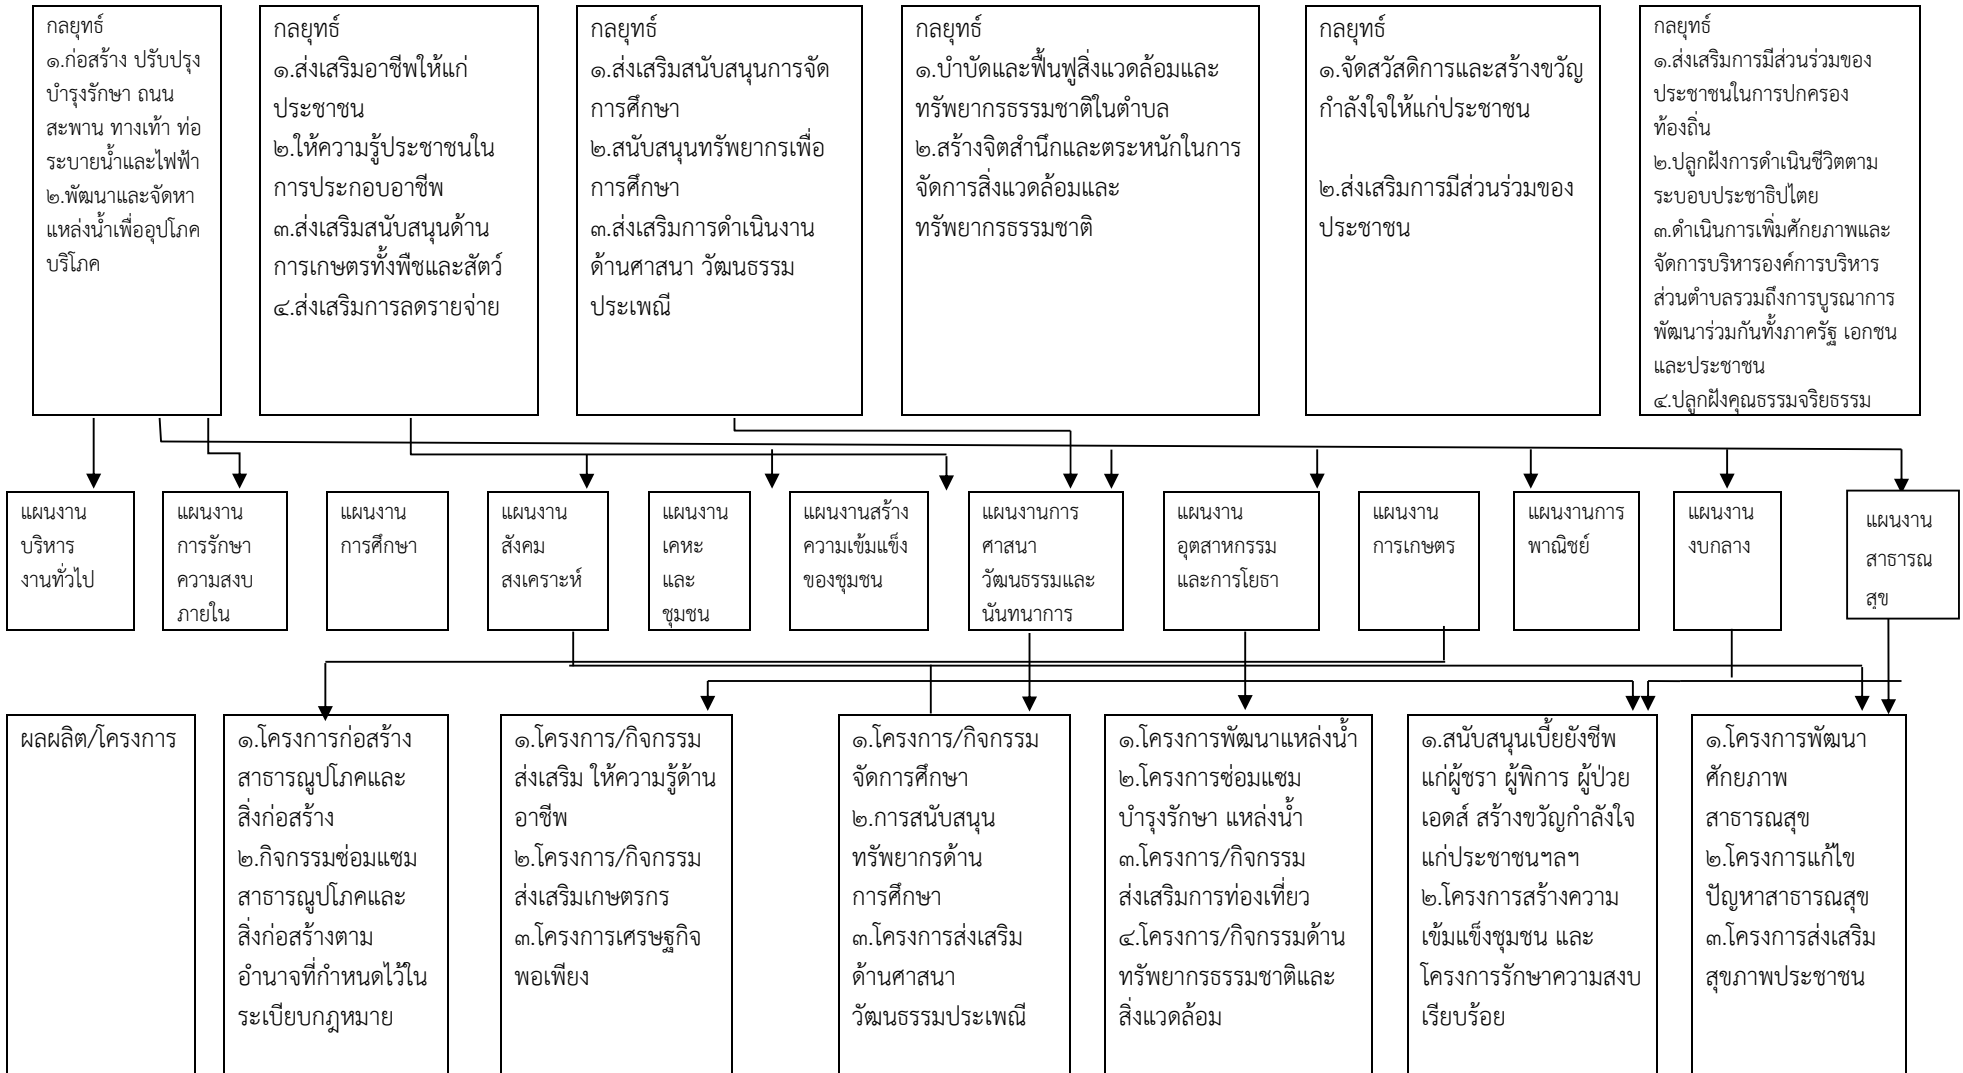 กลยุทธ์
๑.ก่อสร้าง ปรับปรุง
บำรุงรักษา ถนน
สะพาน ทางเท้า ท่อ
ระบายน้ำและไฟฟ้า
๒.พัฒนาและจัดหา
แหล่งน้ำเพื่ออุปโภค
บริโภค
กลยุทธ์
๑.ส่งเสริมอาชีพให้แก่
ประชาชน
๒.ให้ความรู้ประชาชนใน
การประกอบอาชีพ
๓.ส่งเสริมสนับสนุนด้าน
การเกษตรทั้งพืชและสัตว์
๔.ส่งเสริมการลดรายจ่าย
กลยุทธ์
๑.ส่งเสริมสนับสนุนการจัด
การศึกษา
๒.สนับสนุนทรัพยากรเพื่อ
การศึกษา
๓.ส่งเสริมการดำเนินงาน
ด้านศาสนา วัฒนธรรม
ประเพณี
กลยุทธ์
๑.บำบัดและฟื้นฟูสิ่งแวดล้อมและ
ทรัพยากรธรรมชาติในตำบล
๒.สร้างจิตสำนึกและตระหนักในการ
จัดการสิ่งแวดล้อมและ
ทรัพยากรธรรมชาติ
กลยุทธ์
๑.จัดสวัสดิการและสร้างขวัญ
กำลังใจให้แก่ประชาชน
๒.ส่งเสริมการมีส่วนร่วมของ
ประชาชน
กลยุทธ์
๑.ส่งเสริมการมีส่วนร่วมของ
ประชาชนในการปกครอง
ท้องถิ่น
๒.ปลูกฝังการดำเนินชีวิตตาม
ระบอบประชาธิปไตย
๓.ดำเนินการเพิ่มศักยภาพและ
จัดการบริหารองค์การบริหาร
ส่วนตำบลรวมถึงการบูรณาการ
พัฒนาร่วมกันทั้งภาครัฐ เอกชน
และประชาชน
๔.ปลูกฝังคุณธรรมจริยธรรม
แผนงาน
บริหาร
งานทั่วไป
แผนงาน
การรักษา
ความสงบ
ภายใน
แผนงาน
การศึกษา
แผนงาน
สังคม
สงเคราะห์
แผนงาน
เคหะ
และ
ชุมชน
แผนงานสร้าง
ความเข้มแข็ง
ของชุมชน
แผนงานการ
ศาสนา
วัฒนธรรมและ
นันทนาการ
แผนงาน
อุตสาหกรรม
และการโยธา
แผนงาน
การเกษตร
แผนงานการ
พาณิชย์
แผนงาน
งบกลาง
แผนงาน
สาธารณ
สุข
ผลผลิต/โครงการ
๑.โครงการก่อสร้าง
สาธารณูปโภคและ
สิ่งก่อสร้าง
๒.กิจกรรมซ่อมแซม
สาธารณูปโภคและ
สิ่งก่อสร้างตาม
อำนาจที่กำหนดไว้ใน
ระเบียบกฎหมาย
๑.โครงการ/กิจกรรม
ส่งเสริม ให้ความรู้ด้าน
อาชีพ
๒.โครงการ/กิจกรรม
ส่งเสริมเกษตรกร
๓.โครงการเศรษฐกิจ
พอเพียง
๑.โครงการ/กิจกรรม
จัดการศึกษา
๒.การสนับสนุน
ทรัพยากรด้าน
การศึกษา
๓.โครงการส่งเสริม
ด้านศาสนา
วัฒนธรรมประเพณี
๑.โครงการพัฒนาแหล่งน้ำ
๒.โครงการซ่อมแซม
บำรุงรักษา แหล่งน้ำ
๓.โครงการ/กิจกรรม
ส่งเสริมการท่องเที่ยว
๔.โครงการ/กิจกรรมด้าน
ทรัพยากรธรรมชาติและ
สิ่งแวดล้อม
๑.สนับสนุนเบี้ยยังชีพ
แก่ผู้ชรา ผู้พิการ ผู้ป่วย
เอดส์ สร้างขวัญกำลังใจ
แก่ประชาชนฯลฯ
๒.โครงการสร้างความ
เข้มแข็งชุมชน และ
โครงการรักษาความสงบ
เรียบร้อย
๑.โครงการพัฒนา
ศักยภาพ
สาธารณสุข
๒.โครงการแก้ไข
ปัญหาสาธารณสุข
๓.โครงการส่งเสริม
สุขภาพประชาชน